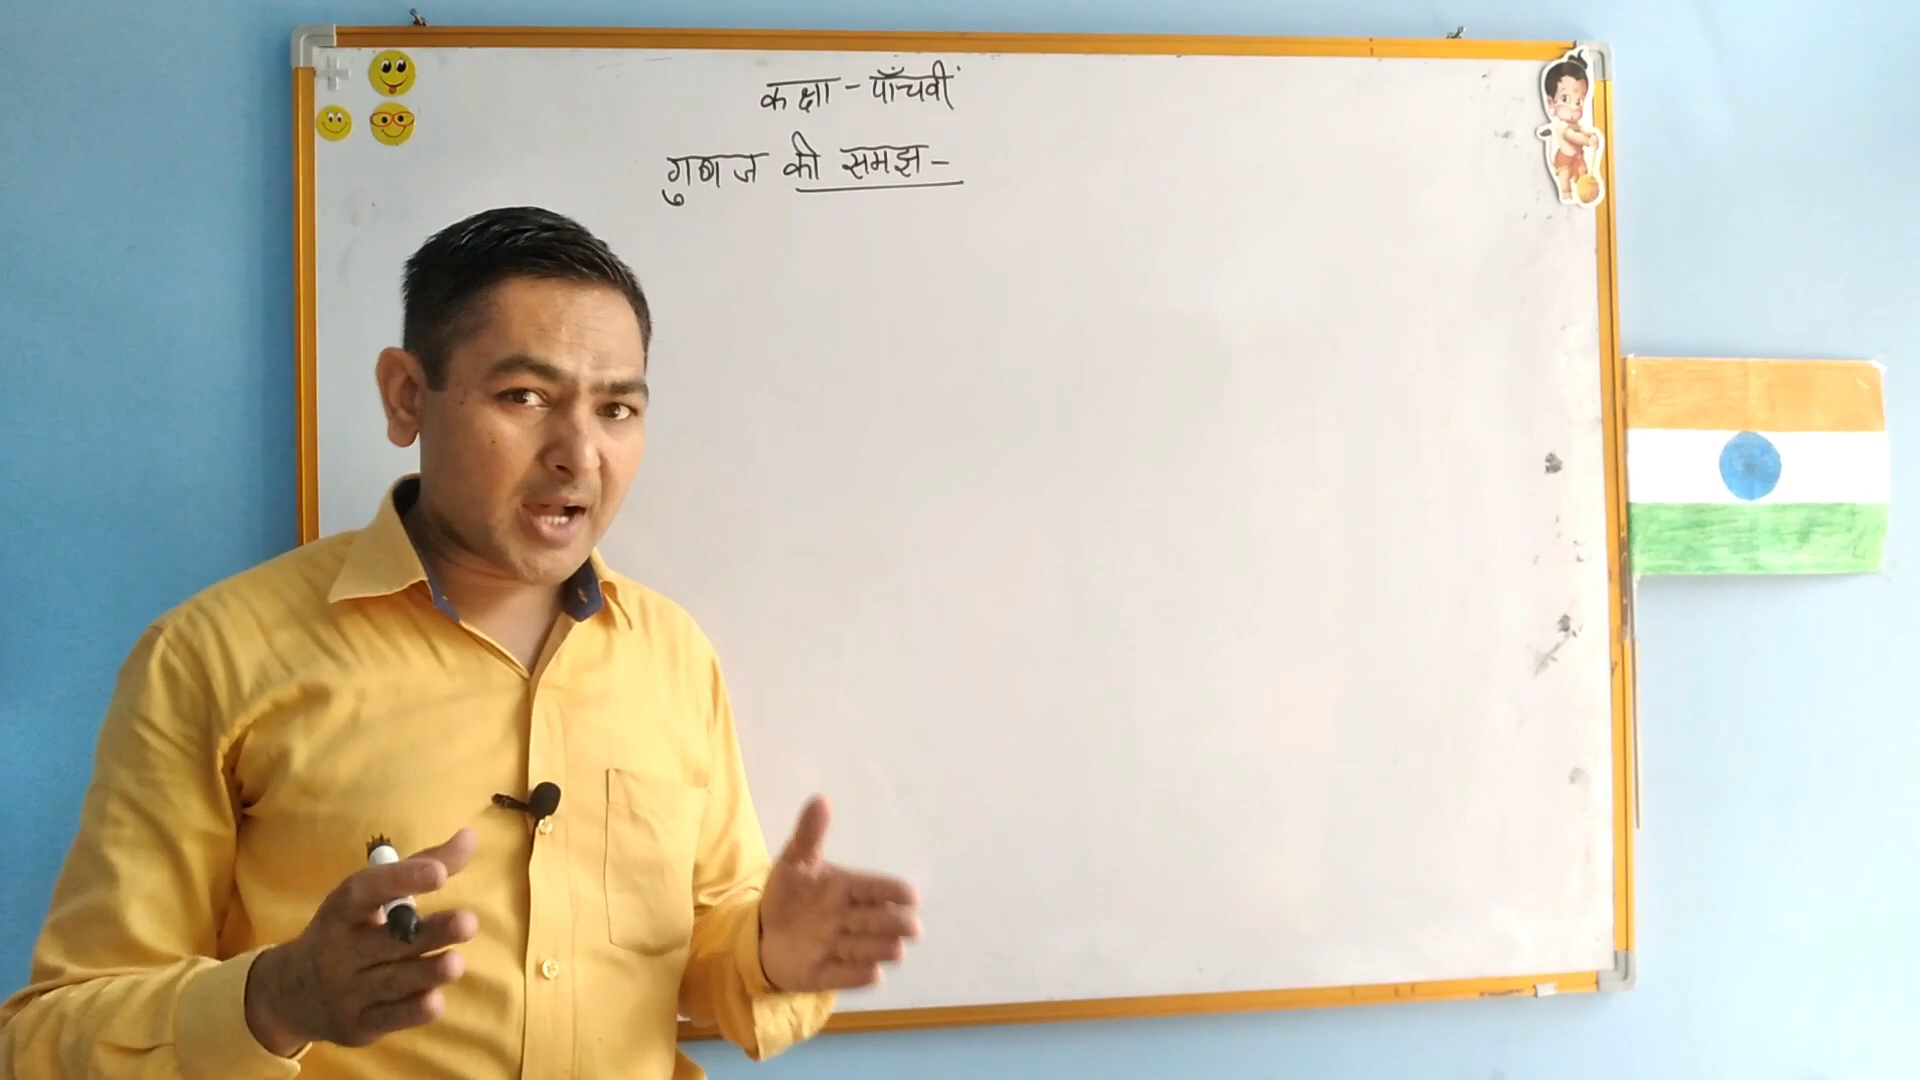 कक्षा - पाँचवीं
गुणज की समझ -